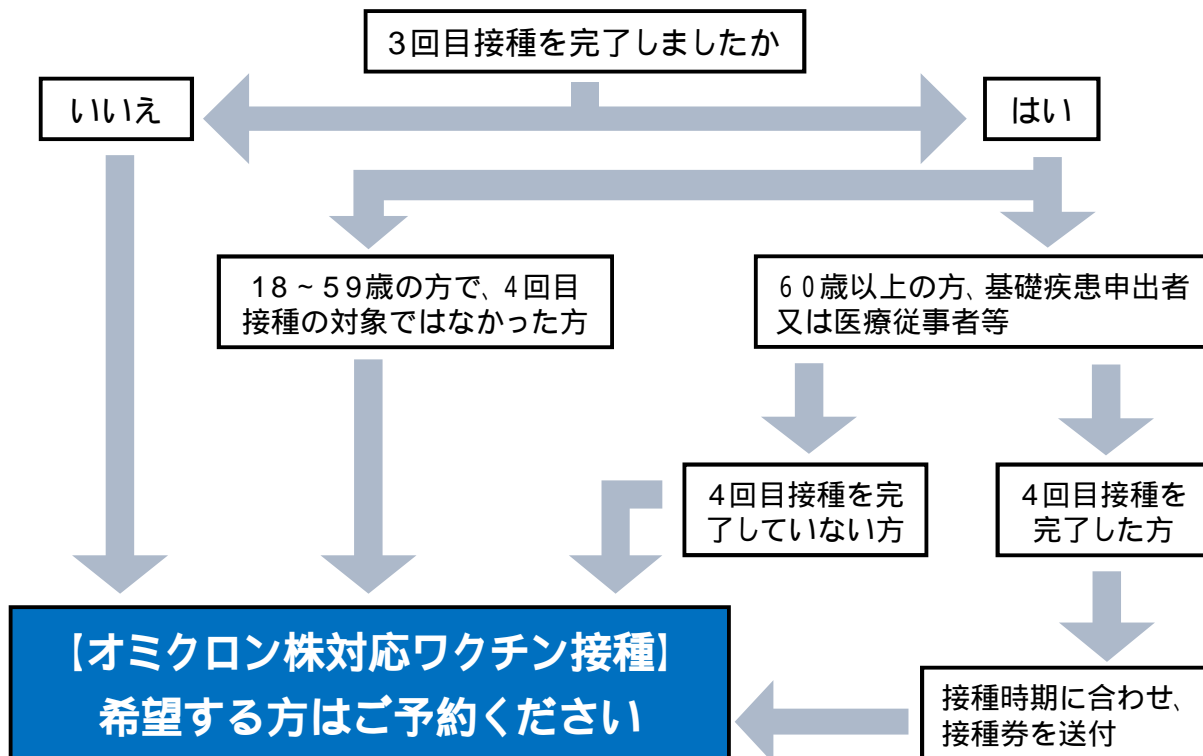 3回目接種を完了しましたか
いいえ
はい
18~59歳の方で、4回目
接種の対象ではなかった方
60歳以上の方、基礎疾患申出者
又は医療従事者等
4回目接種を完
了していない方
4回目接種を
完了した方
【オミクロン株対応ワクチン接種】
希望する方はご予約ください
接種時期に合わせ、
接種券を送付